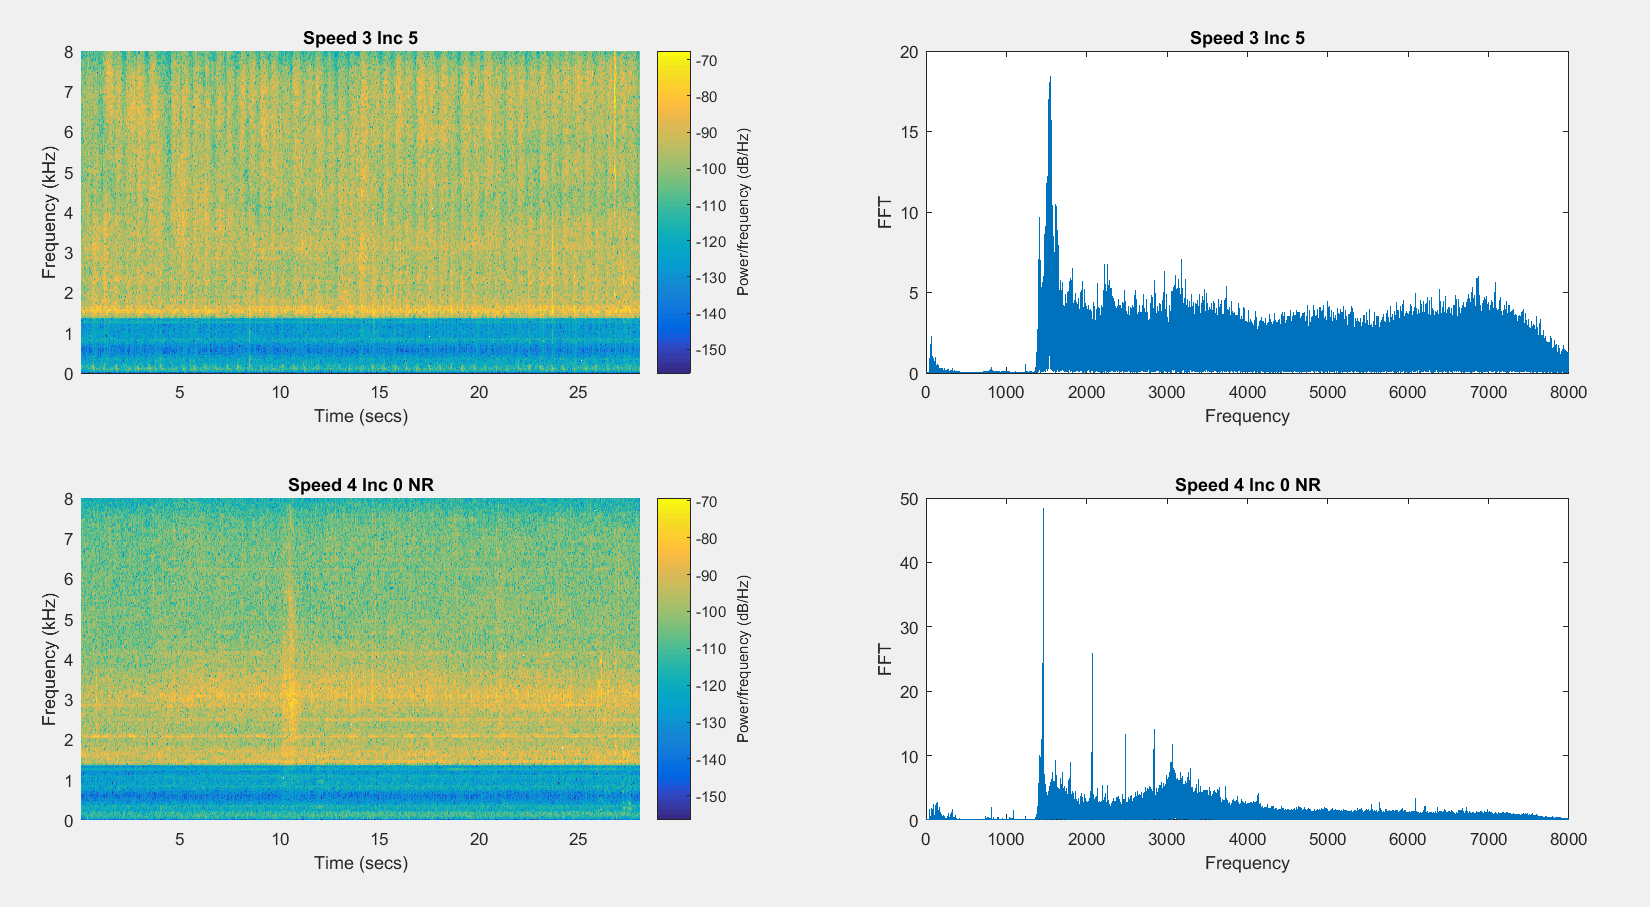 Speed 3 Inc 5
8
7
6
5
4
3
2
1
0
Frequency (kHz)
5 10 15 20 25
Time (secs)
-70
-80
-90
-100
-110
-120
-130
-140
-150
Power/frequency (dB/Hz)
Speed 3 Inc 5
20
15
10
5
0
FFT
0 1000 2000 3000 4000 5000 6000 7000 8000
Frequency
Speed 4 Inc 0 NR
8
7
6
5
4
3
2
1
0
Frequency (kHz)
5 10 15 20 25
Time (secs)
-70
-80
-90
-100
-110
-120
-130
-140
-150
Power/frequency (dB/Hz)
Speed 4 Inc 0 NR
50
40
30
20
10
0
FFT
0 1000 2000 3000 4000 5000 6000 7000 8000
Frequency